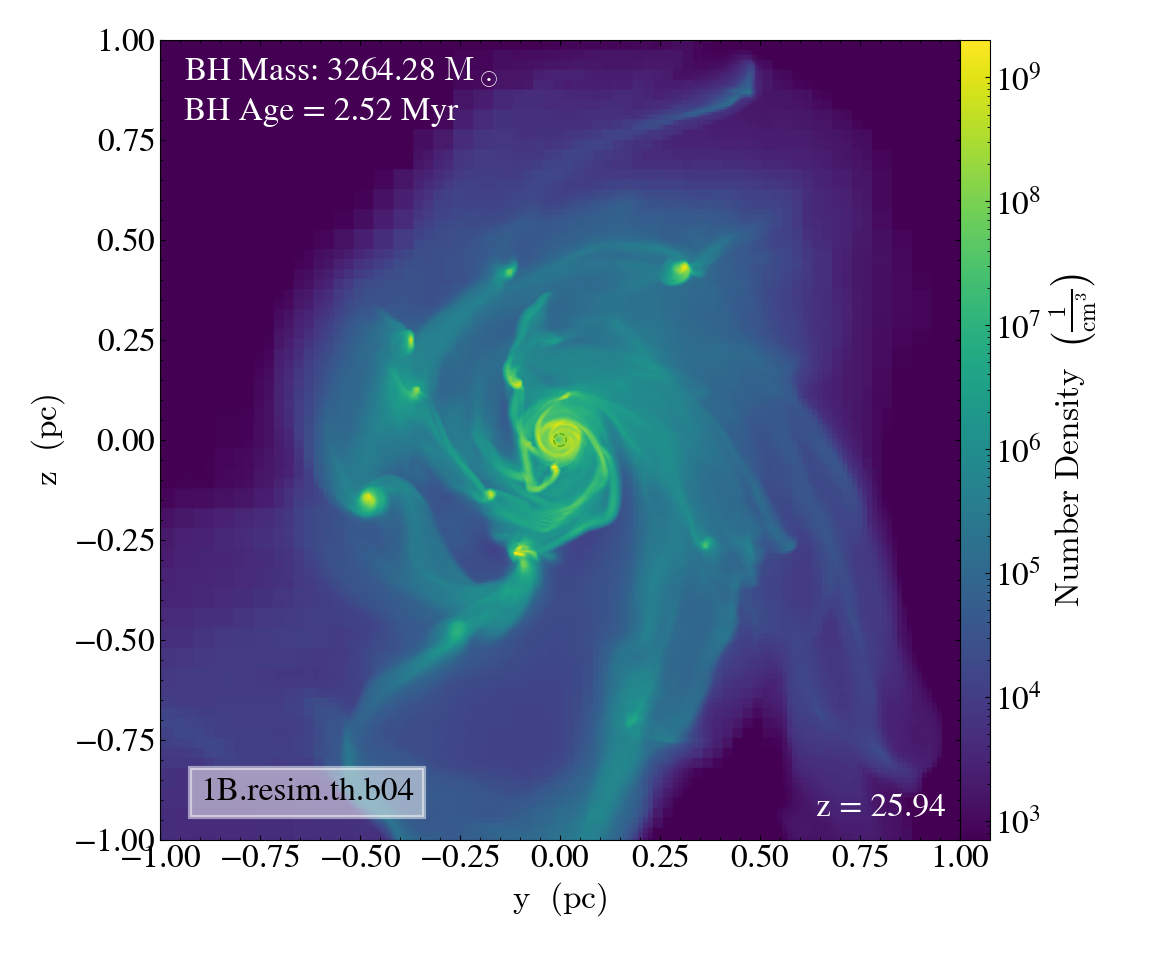 BH Mass: 3264.28 M⊙
BH Age = 2.52 Myr
1B.resim.th.b04
z = 25.94
1.00
0.75
0.50
0.25
0.00
−0.25
−0.50
−0.75
−1.00
z (pc)
−1.00 −0.75 −0.50 −0.25 0.00 0.25 0.50 0.75 1.00
y (pc)
10⁹
10⁸
10⁷
10⁶
10⁵
10⁴
10³
Number Density (1/cm³)